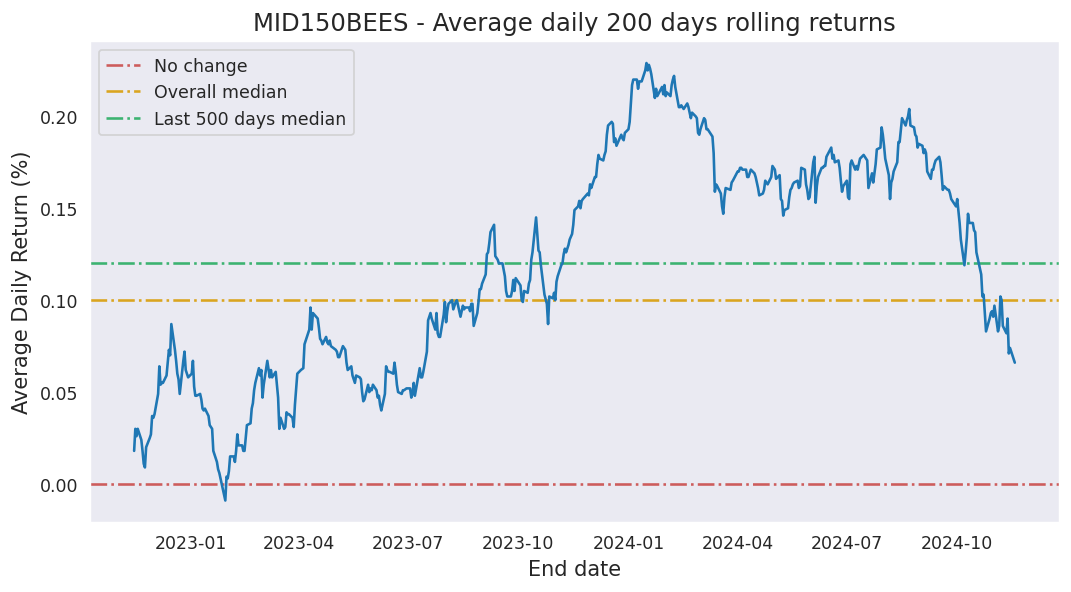 MID150BEES - Average daily 200 days rolling returns
No change
Overall median
Last 500 days median
Average Daily Return (%)
0.20
0.15
0.10
0.05
0.00
2023-01 2023-04 2023-07 2023-10 2024-01 2024-04 2024-07 2024-10
End date